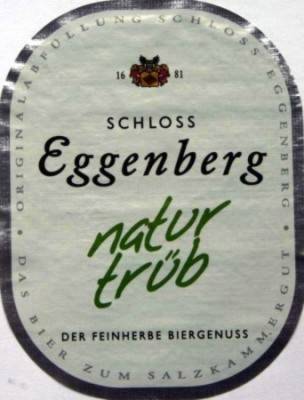 ORIGINALABFÜLLUNG SCHLOSS EGGENBERG
16 81
SCHLOSS
Eggenberg
natur
trüb
DER FEINHERBE BIERGENUSS
DAS BIER ZUM SALZKAMMERGUT